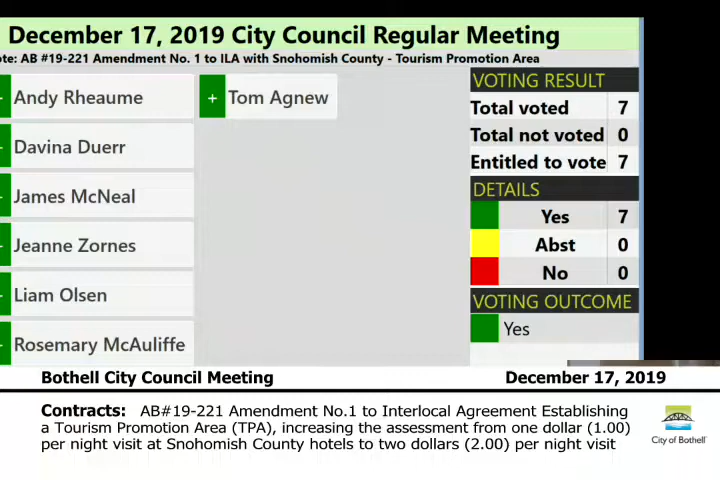 December 17, 2019 City Council Regular Meeting
ote: AB #19-221 Amendment No. 1 to ILA with Snohomish County - Tourism Promotion Area
+ Andy Rheaume
+ Tom Agnew
Davina Duerr
James McNeal
Jeanne Zornes
Liam Olsen
Rosemary McAuliffe
VOTING RESULT
Total voted 7
Total not voted 0
Entitled to vote 7
DETAILS
Yes 7
Abst 0
No 0
VOTING OUTCOME
Yes
Bothell City Council Meeting December 17, 2019
Contracts: AB#19-221 Amendment No.1 to Interlocal Agreement Establishing
a Tourism Promotion Area (TPA), increasing the assessment from one dollar (1.00)
per night visit at Snohomish County hotels to two dollars (2.00) per night visit
City of Bothell